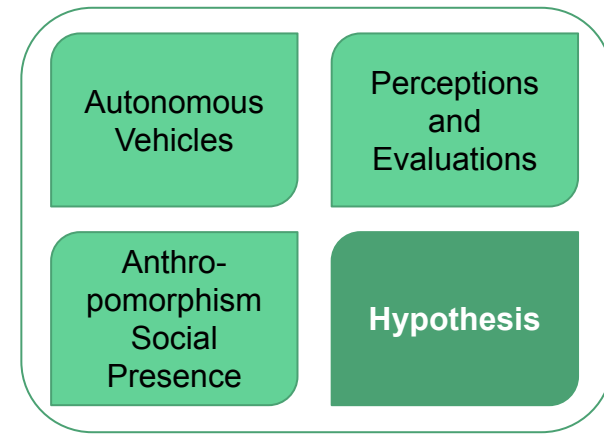 Autonomous
Vehicles
Perceptions
and
Evaluations
Anthro-
pomorphism
Social
Presence
Hypothesis